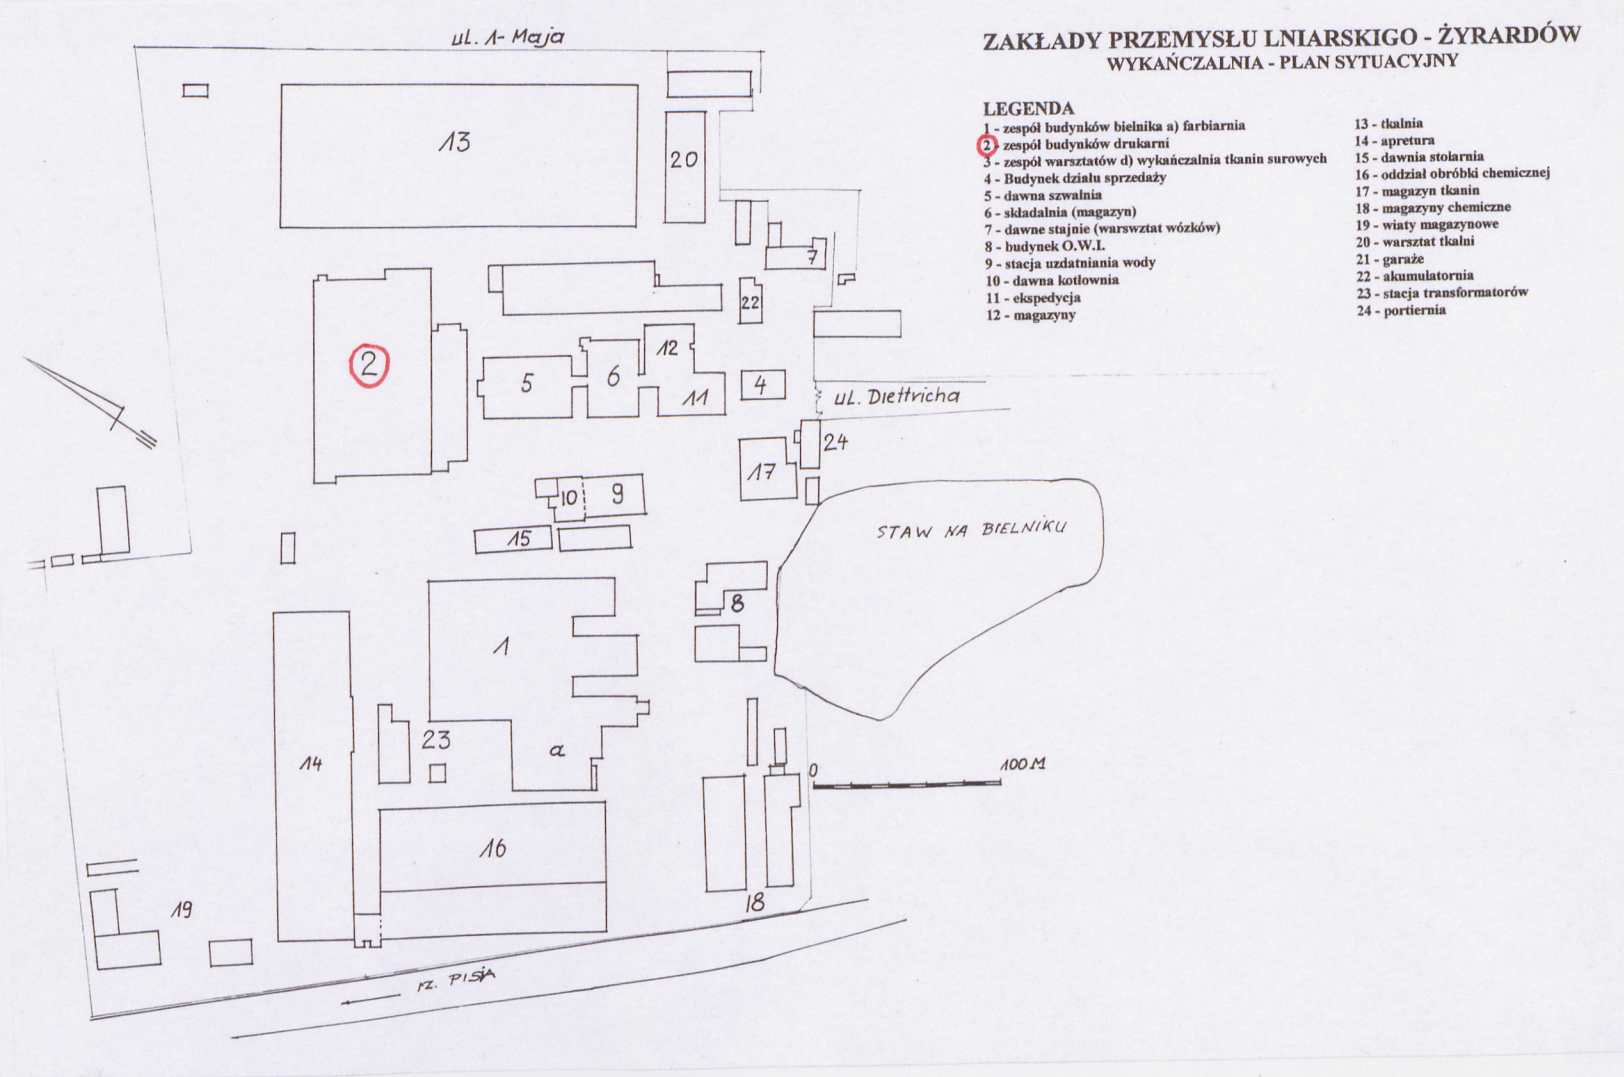 ZAKŁADY PRZEMYSŁU LNIARSKIGO - ŻYRARDÓW
WYKAŃCZALNIA - PLAN SYTUACYJNY
LEGENDA
1 - zespół budynków bielnika a) farbiarnia
2 - zespół budynków drukarni
3 - zespół warsztatów d) wykańczalnia tkanin surowych
4 - Budynek działu sprzedaży
5 - dawna szwalnia
6 - składalnia (magazyn)
7 - dawne stajnie (warswztat wózków)
8 - budynek O.W.I.
9 - stacja uzdatniania wody
10 - dawna kotłownia
11 - ekspedycja
12 - magazyny
13 - tkalnia
14 - apretura
15 - dawnia stolarnia
16 - oddział obróbki chemicznej
17 - magazyn tkanin
18 - magazyny chemiczne
19 - wiaty magazynowe
20 - warsztat tkalni
21 - garaże
22 - akumulatornia
23 - stacja transformatorów
24 - portiernia
ul. 1-Maja
13
20
7
22
2
5
6
12
11
4
ul. Diettricha
24
17
10
9
15
STAW NA BIELNIKU
8
1
23
a
14
0
100 M
16
18
19
rz. PISIA